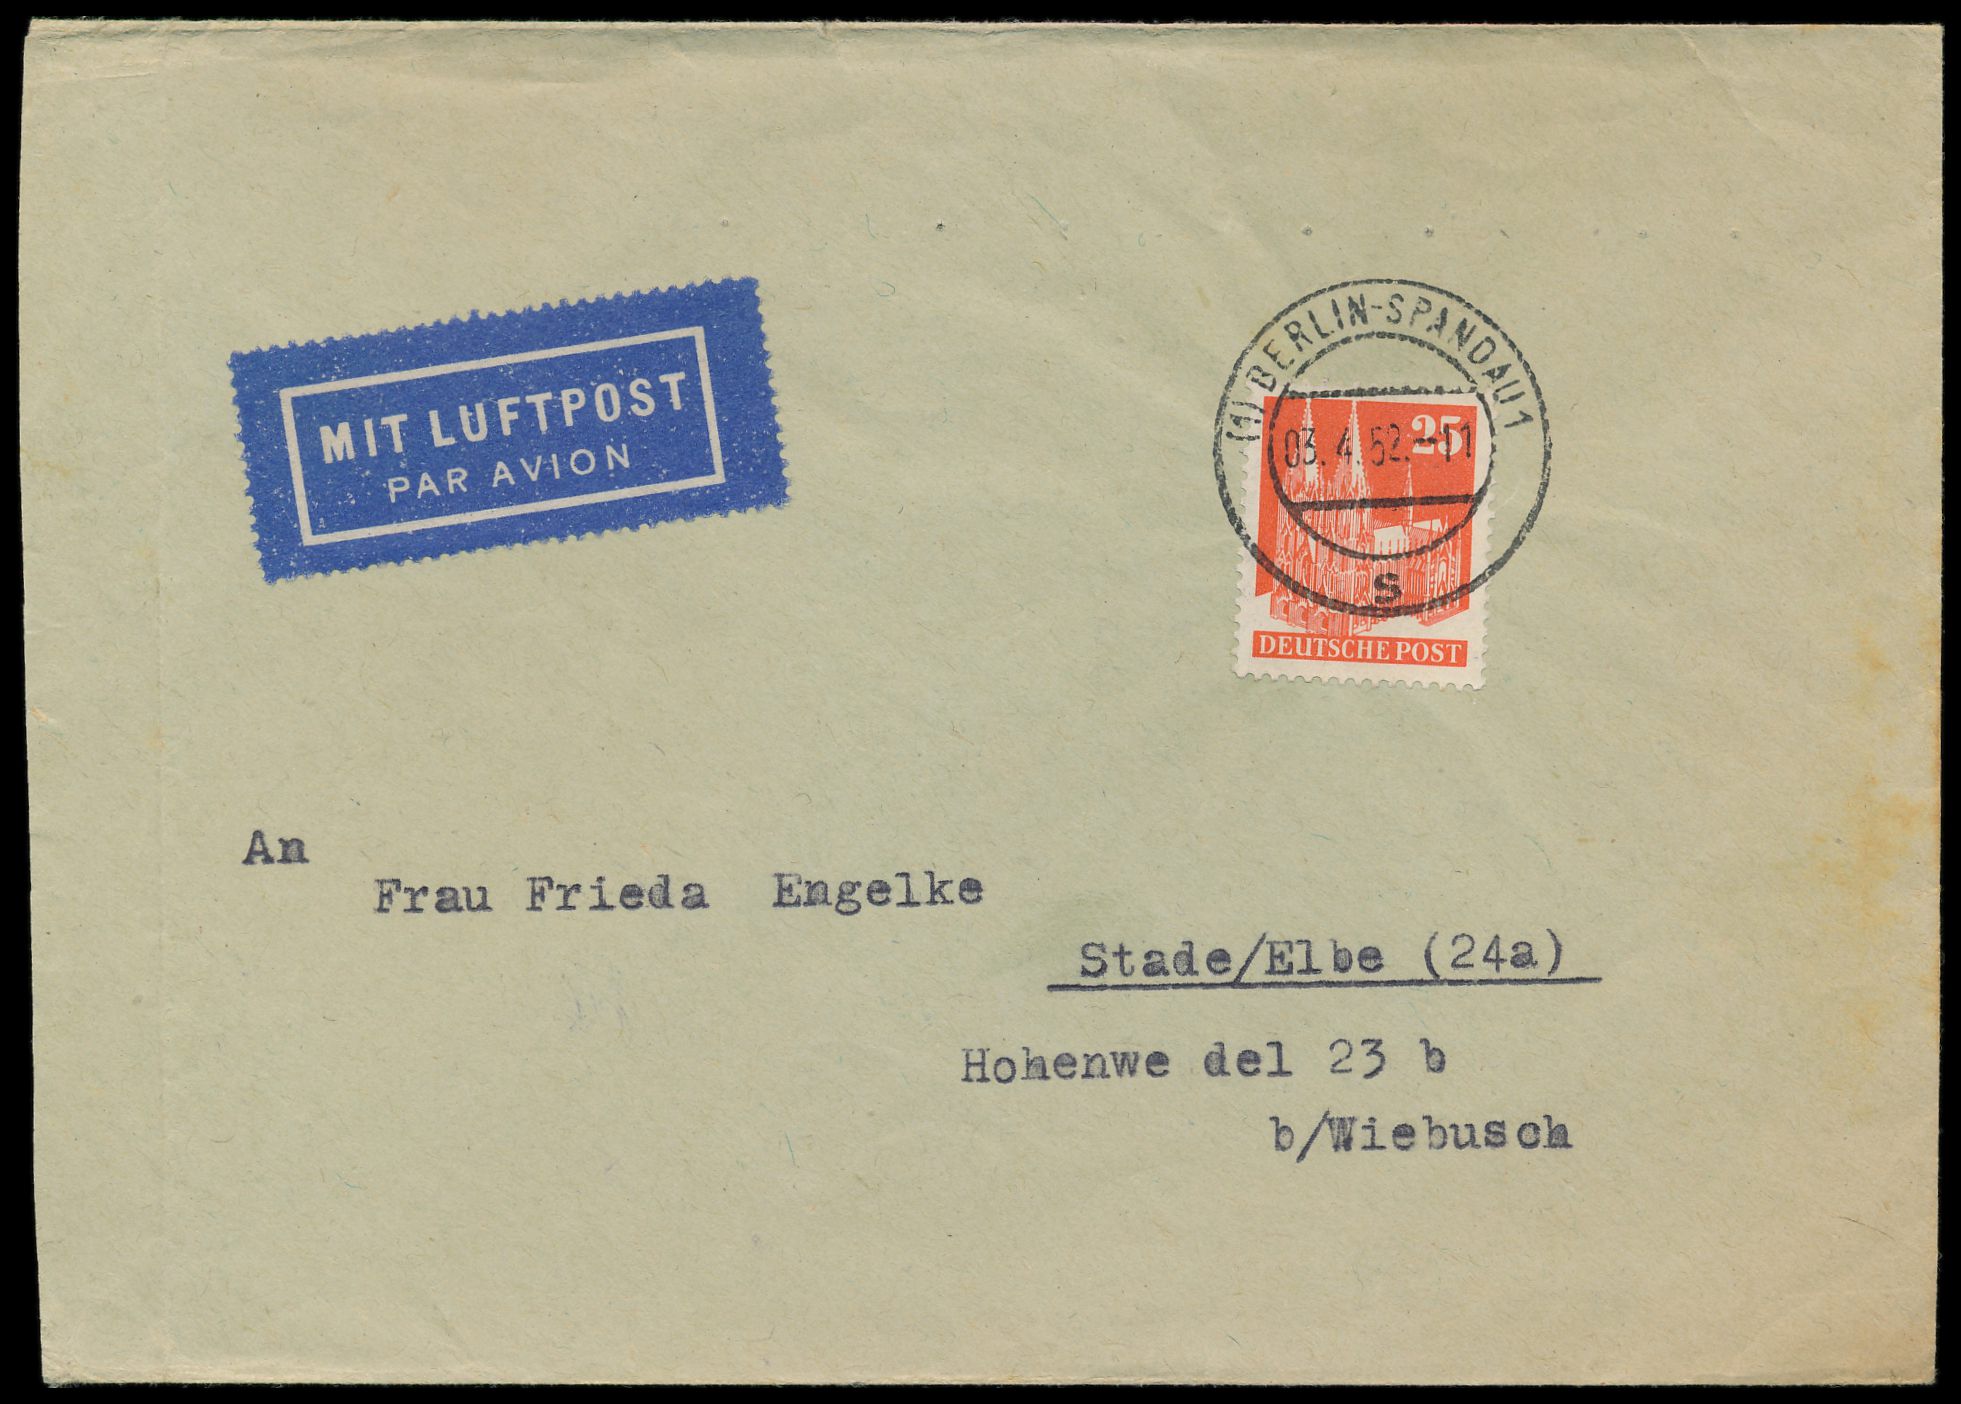 MIT LUFTPOST
PAR AVION
(1) BERLIN-SPANDAU 1
03.4.52.-11
s
25
DEUTSCHE POST
An
Frau Frieda Engelke
Stade/Elbe (24a)
Hohenwe del 23 b
b/Wiebusch